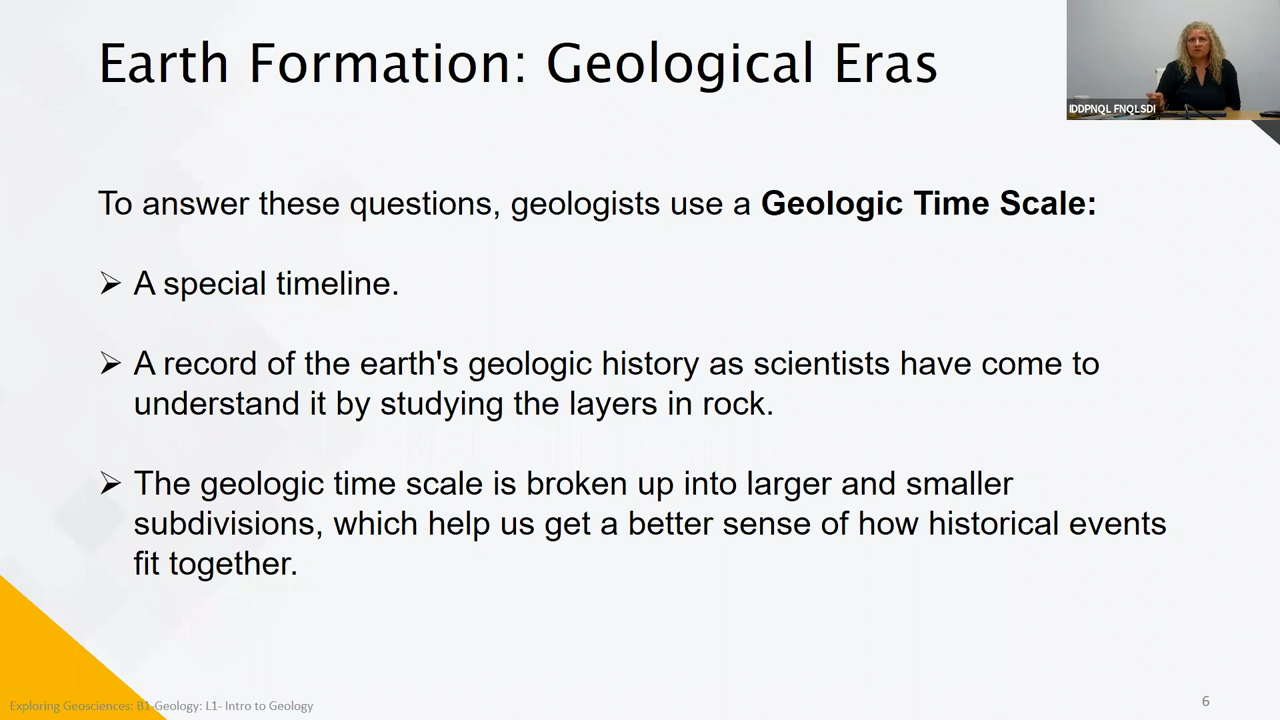 Earth Formation: Geological Eras
IDDPNQL FNQLSDI
To answer these questions, geologists use a Geologic Time Scale:
➢ A special timeline.
➢ A record of the earth's geologic history as scientists have come to
understand it by studying the layers in rock.
➢ The geologic time scale is broken up into larger and smaller
subdivisions, which help us get a better sense of how historical events
fit together.
Exploring Geosciences: B1-Geology: L1- Intro to Geology
6